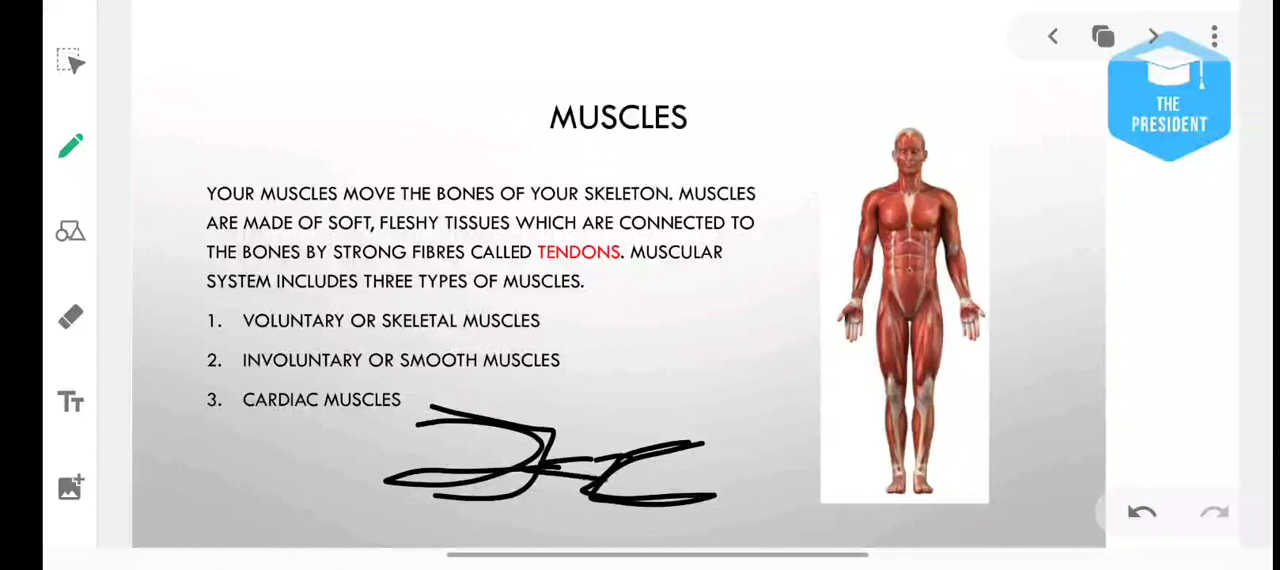 THE
PRESIDENT
MUSCLES
YOUR MUSCLES MOVE THE BONES OF YOUR SKELETON. MUSCLES
ARE MADE OF SOFT, FLESHY TISSUES WHICH ARE CONNECTED TO
THE BONES BY STRONG FIBRES CALLED TENDONS. MUSCULAR
SYSTEM INCLUDES THREE TYPES OF MUSCLES.
1. VOLUNTARY OR SKELETAL MUSCLES
2. INVOLUNTARY OR SMOOTH MUSCLES
3. CARDIAC MUSCLES
TT